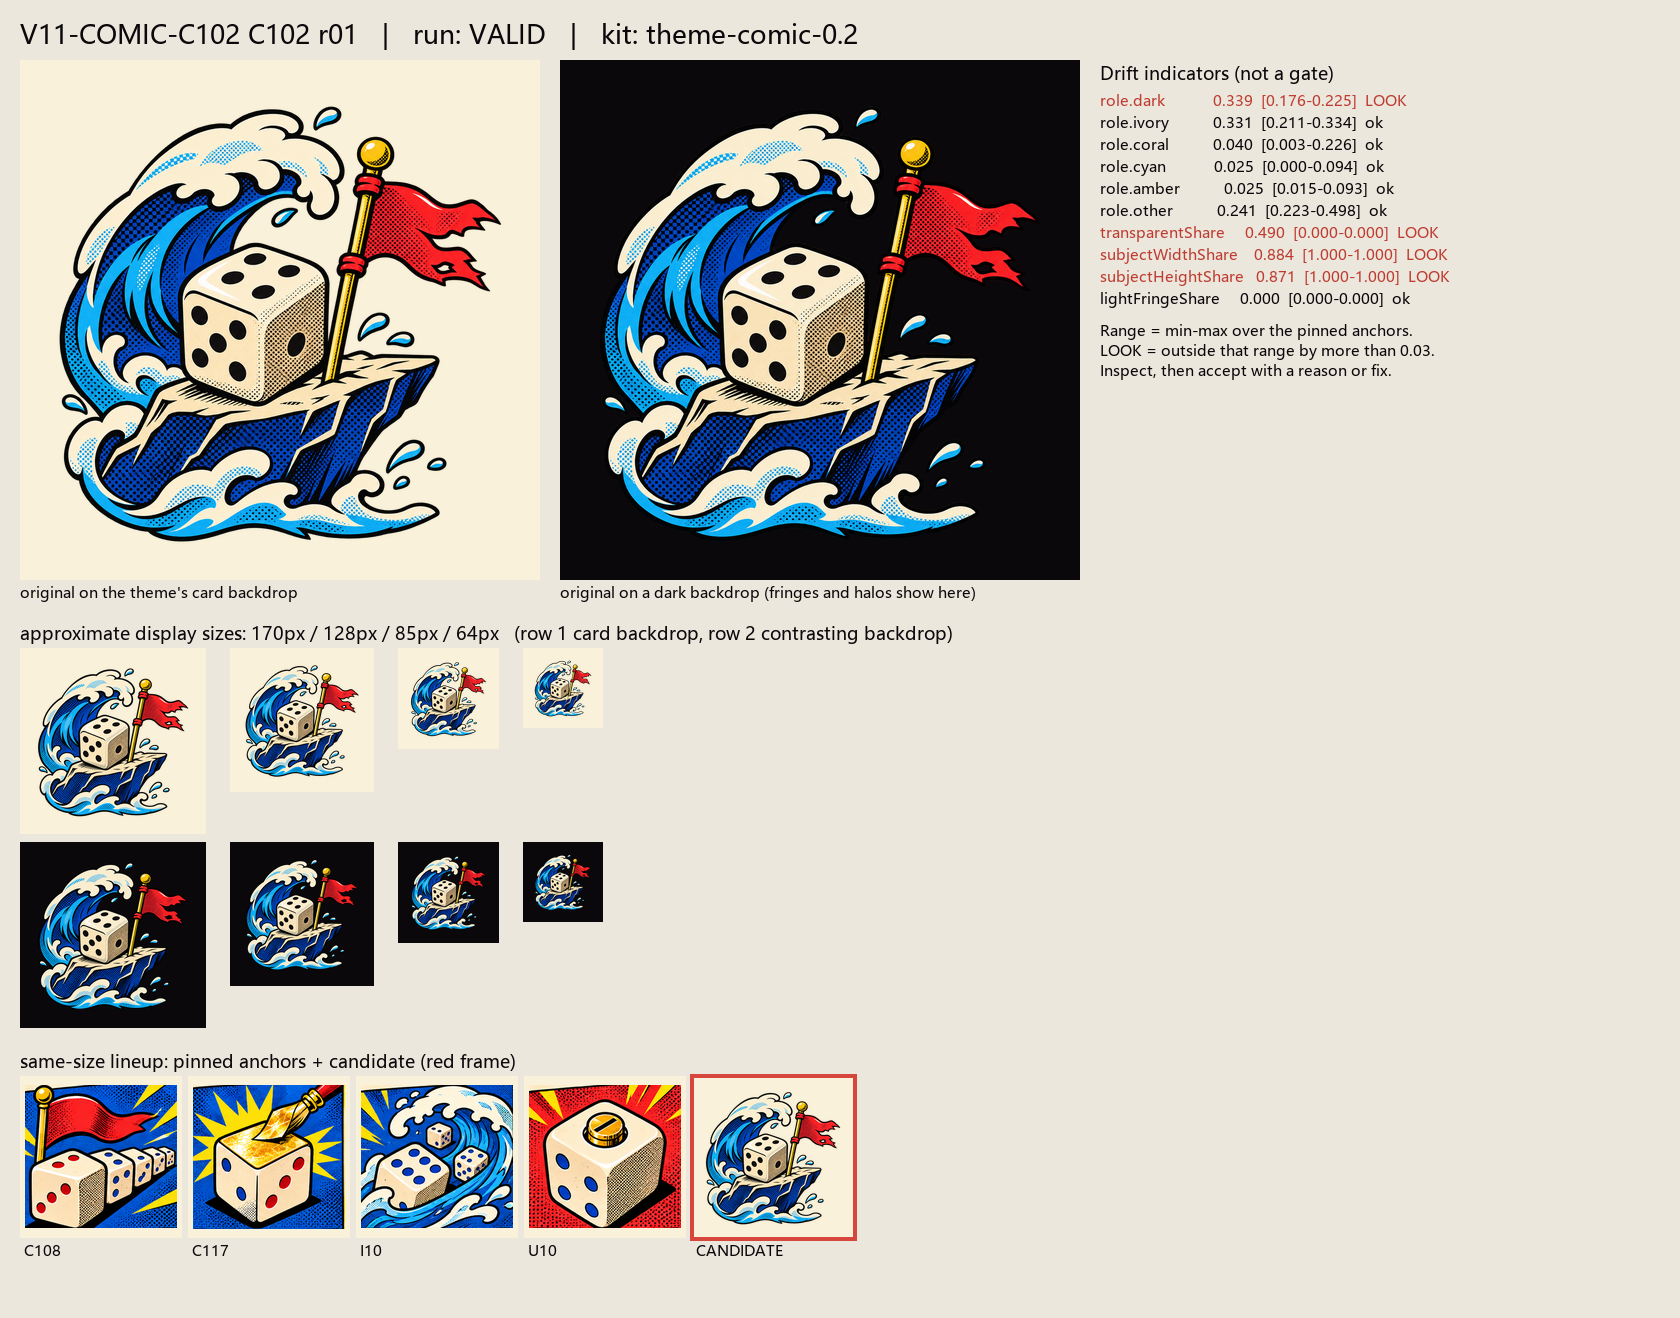 V11-COMIC-C102 C102 r01 | run: VALID | kit: theme-comic-0.2
Drift indicators (not a gate)
role.dark 0.339 [0.176-0.225] LOOK
role.ivory 0.331 [0.211-0.334] ok
role.coral 0.040 [0.003-0.226] ok
role.cyan 0.025 [0.000-0.094] ok
role.amber 0.025 [0.015-0.093] ok
role.other 0.241 [0.223-0.498] ok
transparentShare 0.490 [0.000-0.000] LOOK
subjectWidthShare 0.884 [1.000-1.000] LOOK
subjectHeightShare 0.871 [1.000-1.000] LOOK
lightFringeShare 0.000 [0.000-0.000] ok
Range = min-max over the pinned anchors.
LOOK = outside that range by more than 0.03.
Inspect, then accept with a reason or fix.
original on the theme's card backdrop
original on a dark backdrop (fringes and halos show here)
approximate display sizes: 170px / 128px / 85px / 64px (row 1 card backdrop, row 2 contrasting backdrop)
same-size lineup: pinned anchors + candidate (red frame)
C108
C117
I10
U10
CANDIDATE